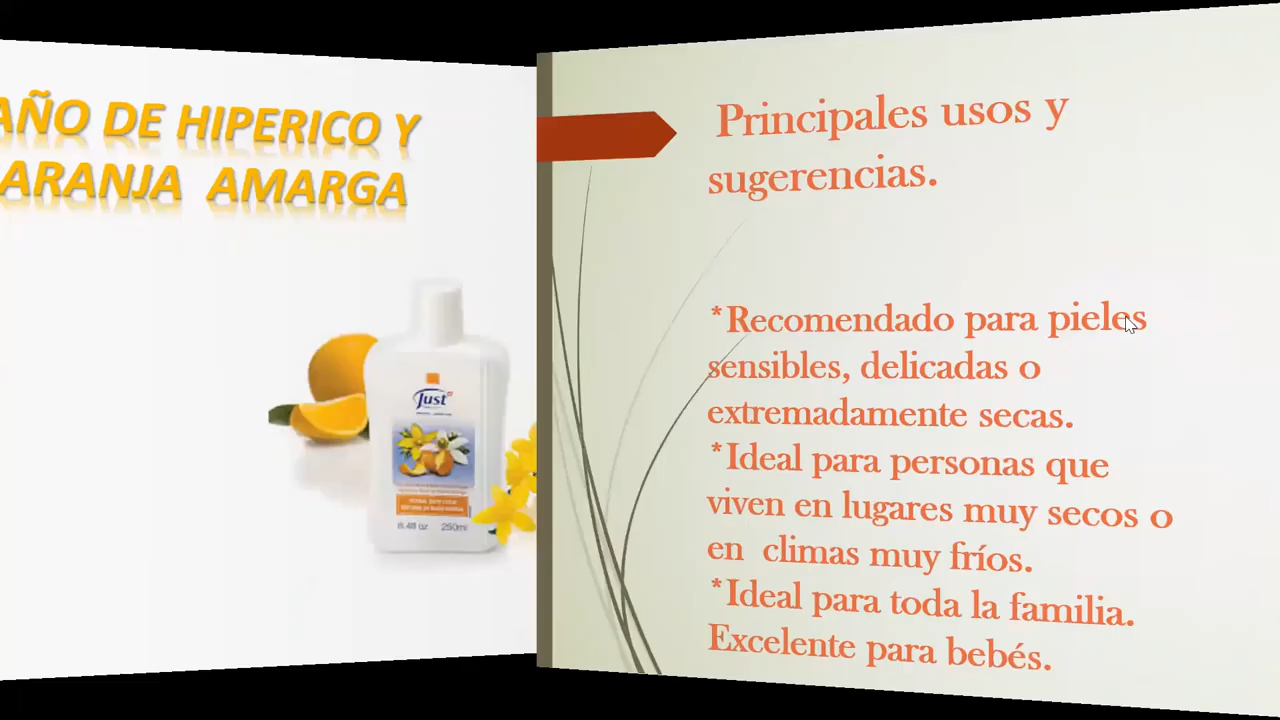 AÑO DE HIPERICO Y
ARANJA AMARGA
Just
8.4fl oz 250ml
Principales usos y
sugerencias.
*Recomendado para pieles
sensibles, delicadas o
extremadamente secas.
*Ideal para personas que
viven en lugares muy secos o
en climas muy fríos.
*Ideal para toda la familia.
Excelente para bebés.